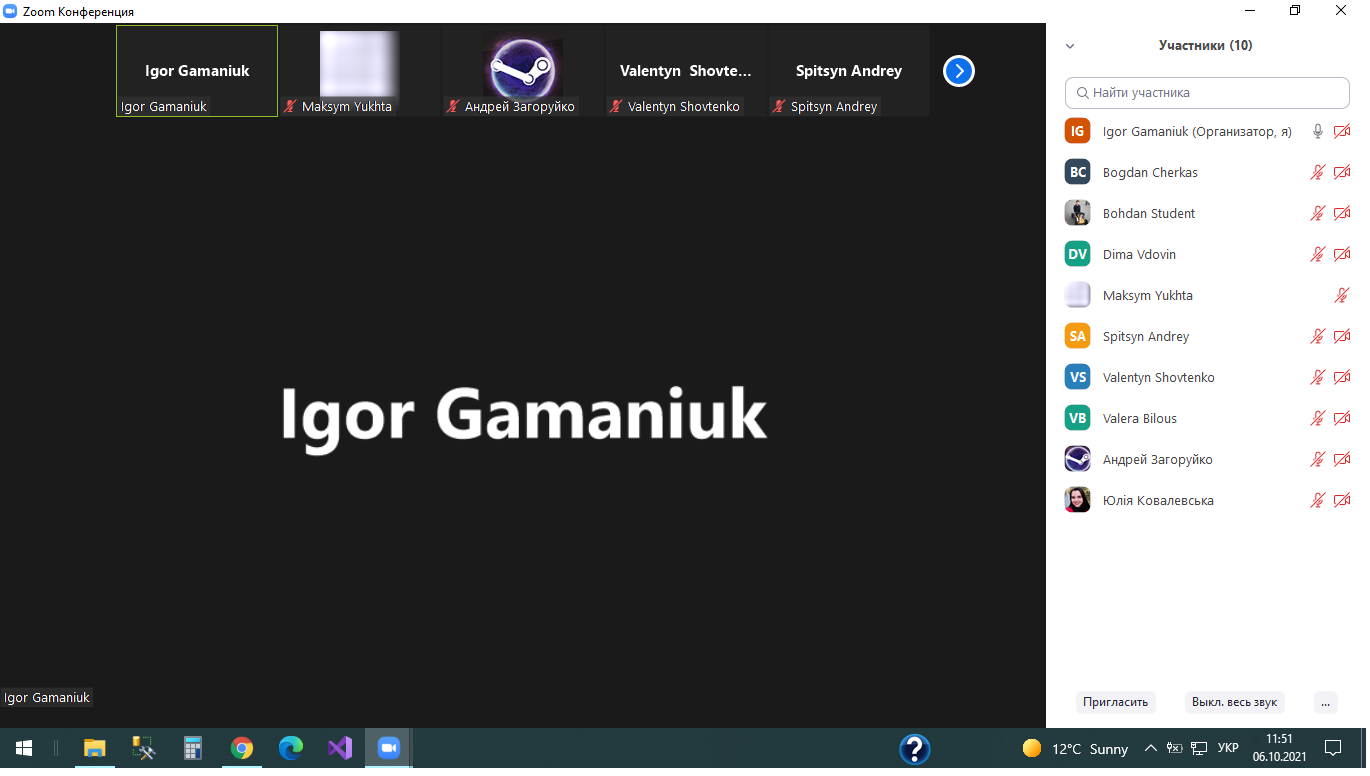 Zoom Конференция
Igor Gamaniuk
Igor Gamaniuk
Maksym Yukhta
Андрей Загоруйко
Valentyn Shovte...
Valentyn Shovtenko
Spitsyn Andrey
Spitsyn Andrey
Igor Gamaniuk
Igor Gamaniuk
Участники (10)
Найти участника
IG Igor Gamaniuk (Организатор, я)
BC Bogdan Cherkas
Bohdan Student
DV Dima Vdovin
Maksym Yukhta
SA Spitsyn Andrey
VS Valentyn Shovtenko
VB Valera Bilous
Андрей Загоруйко
Юлія Ковалевська
Пригласить Выкл. весь звук ...
?
12°C Sunny
УКР
11:51
06.10.2021